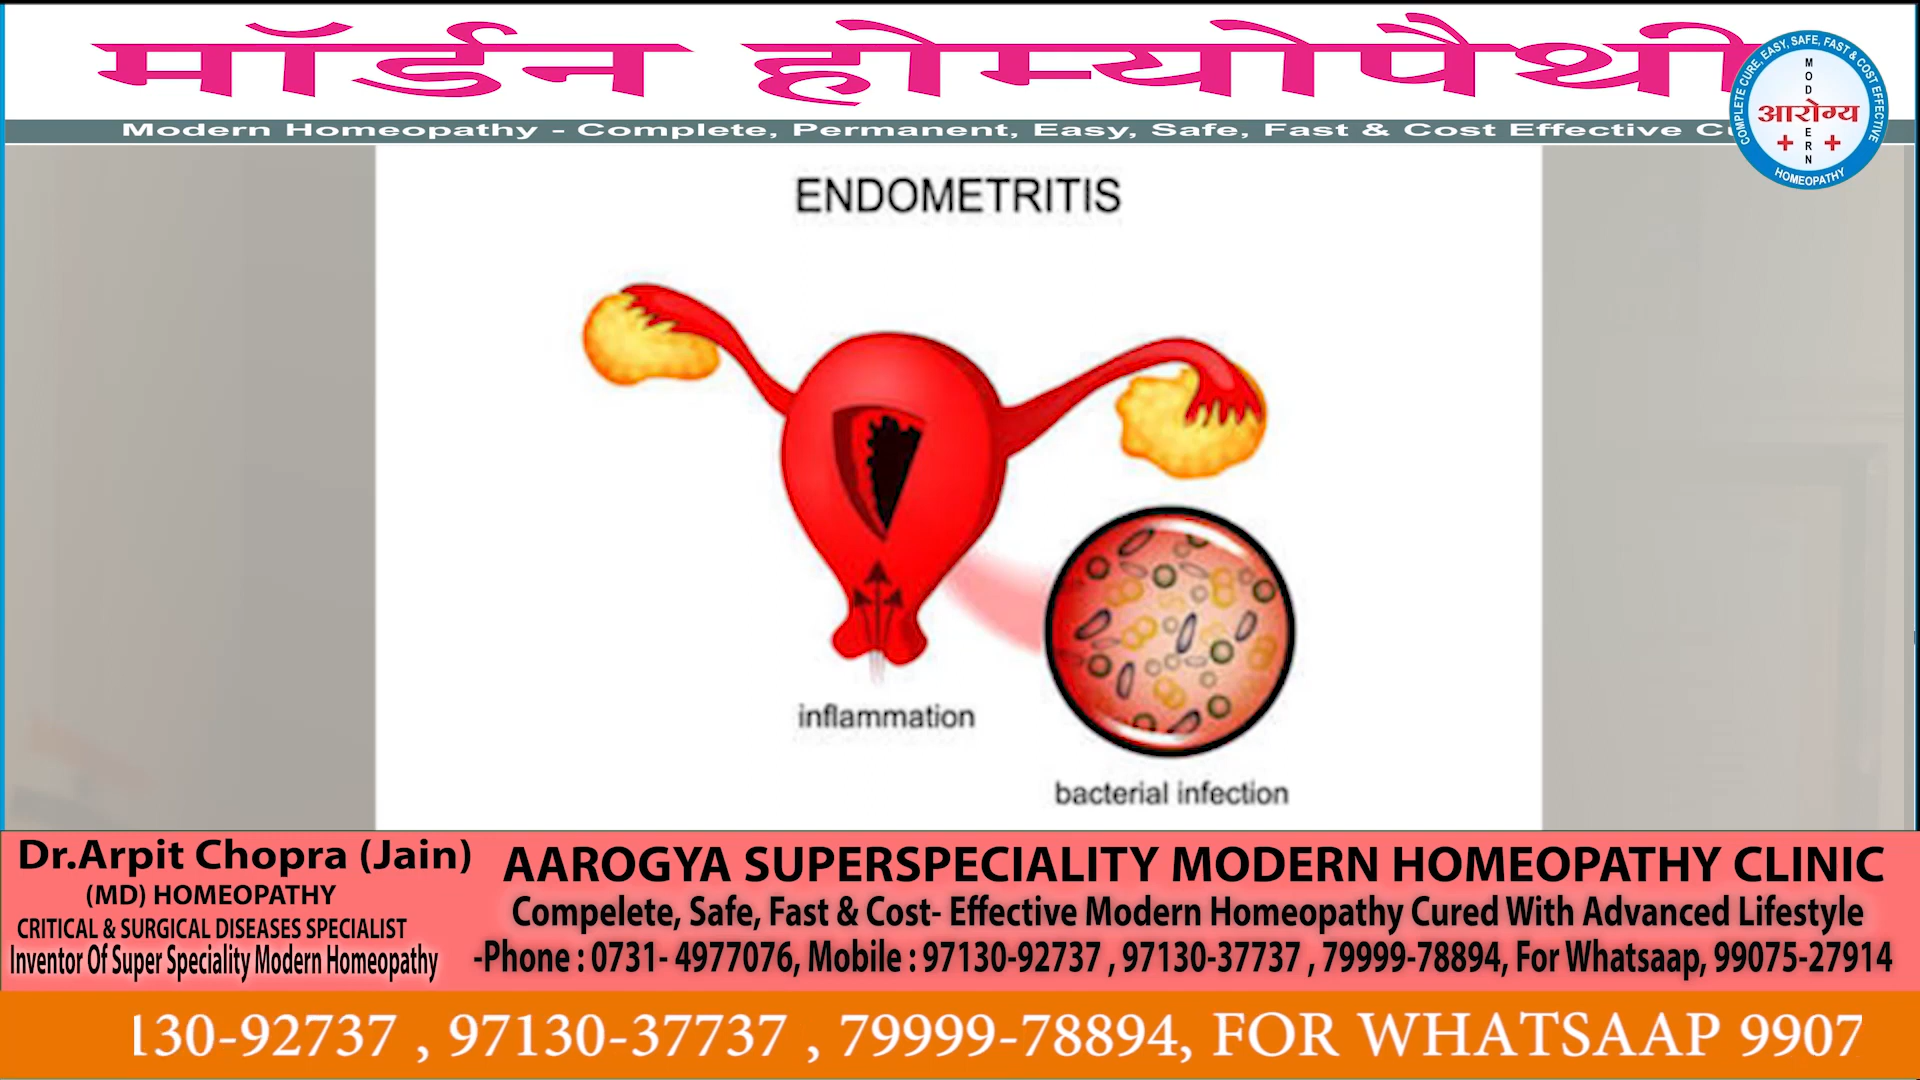 मॉर्डन होम्योपैथी
Modern Homeopathy - Complete, Permanent, Easy, Safe, Fast & Cost Effective
COMPLETE CURE, EASY, SAFE, FAST & COST EFFECTIVE
MODERN
आरोग्य
HOMEOPATHY
ENDOMETRITIS
inflammation
bacterial infection
Dr.Arpit Chopra (Jain)
(MD) HOMEOPATHY
CRITICAL & SURGICAL DISEASES SPECIALIST
Inventor Of Super Speciality Modern Homeopathy
AAROGYA SUPERSPECIALITY MODERN HOMEOPATHY CLINIC
Compelete, Safe, Fast & Cost- Effective Modern Homeopathy Cured With Advanced Lifestyle
-Phone : 0731- 4977076, Mobile : 97130-92737 , 97130-37737 , 79999-78894, For Whatsaap, 99075-27914
130-92737 , 97130-37737 , 79999-78894, FOR WHATSAAP 9907